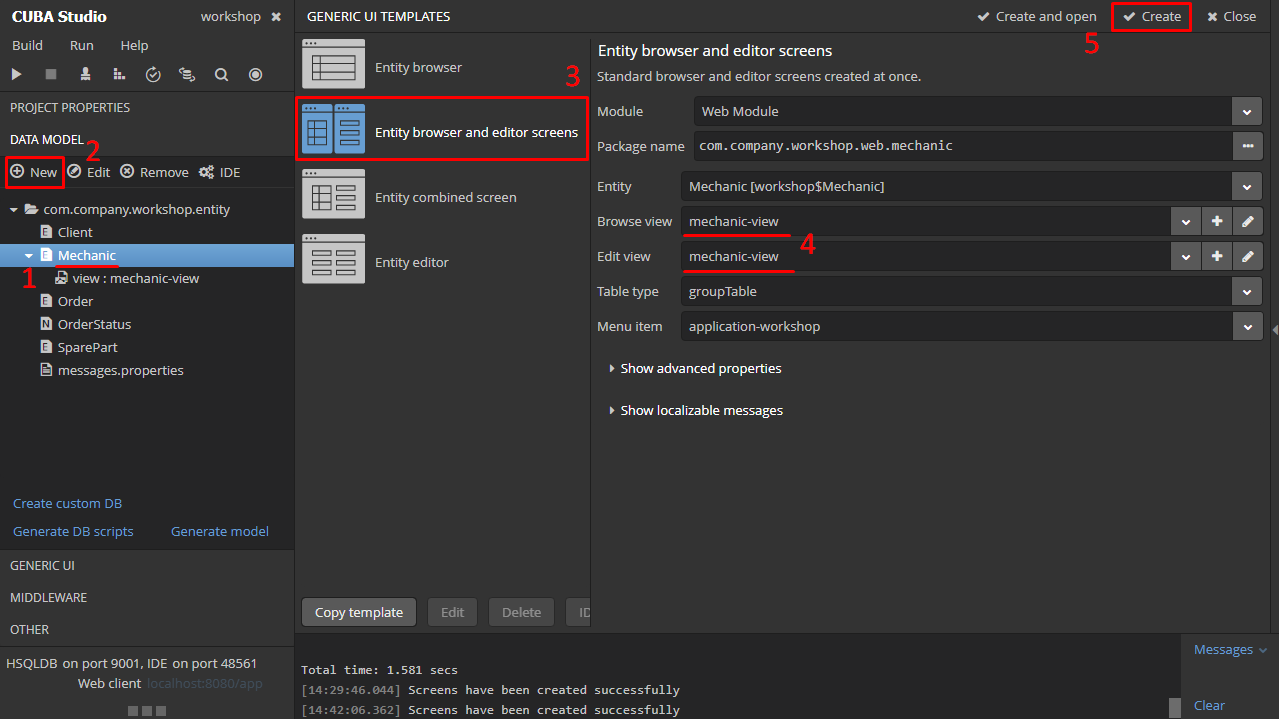 CUBA Studio
workshop
Build Run Help
PROJECT PROPERTIES
DATA MODEL
2
New Edit Remove IDE
com.company.workshop.entity
Client
Mechanic
1
view : mechanic-view
Order
OrderStatus
SparePart
messages.properties
Create custom DB
Generate DB scripts Generate model
GENERIC UI
MIDDLEWARE
OTHER
HSQLDB on port 9001, IDE on port 48561
Web client localhost:8080/app
GENERIC UI TEMPLATES
Create and open Create Close
5
Entity browser
3
Entity browser and editor screens
Entity combined screen
Entity editor
Copy template Edit Delete ID
Entity browser and editor screens
Standard browser and editor screens created at once.
Module Web Module
Package name com.company.workshop.web.mechanic
Entity Mechanic [workshop$Mechanic]
Browse view mechanic-view
4
Edit view mechanic-view
Table type groupTable
Menu item application-workshop
Show advanced properties
Show localizable messages
Total time: 1.581 secs
[14:29:46.044] Screens have been created successfully
[14:42:06.362] Screens have been created successfully
Messages
Clear